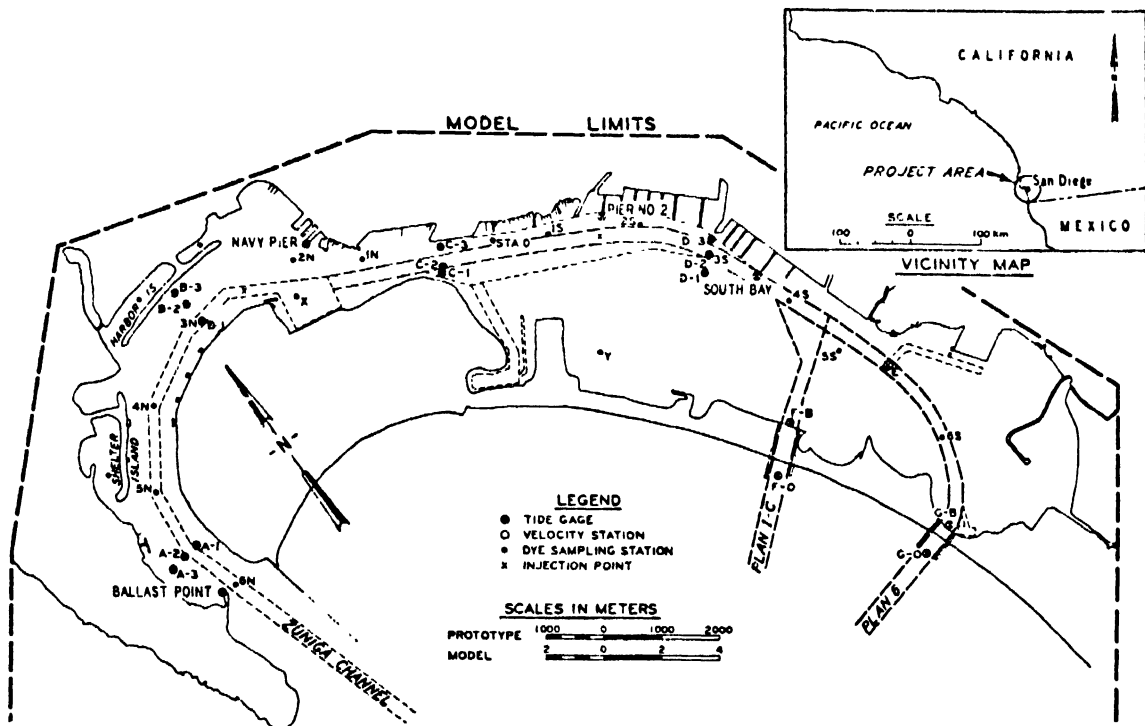 CALIFORNIA
PACIFIC OCEAN
PROJECT AREA
San Diego
SCALE
100 0 100 km
MEXICO
VICINITY MAP
MODEL LIMITS
PIER NO 2
NAVY PIER
2N
1N
C-3
STA 0
1S
2S
D-3
3S
D-2
D-1
SOUTH BAY
4S
C-2
C-1
HARBOR IS
B-3
B-2
3N
B-1
X
Y
5S
4N
SHELTER ISLAND
5N
-N-
F-B
6S
F-O
PLAN 1-C
G-B
G-O
PLAN 6
A-1
A-2
A-3
6N
BALLAST POINT
ZUNIGA CHANNEL
LEGEND
TIDE GAGE
VELOCITY STATION
DYE SAMPLING STATION
x INJECTION POINT
SCALES IN METERS
PROTOTYPE 1000 0 1000 2000
MODEL 2 0 2 4